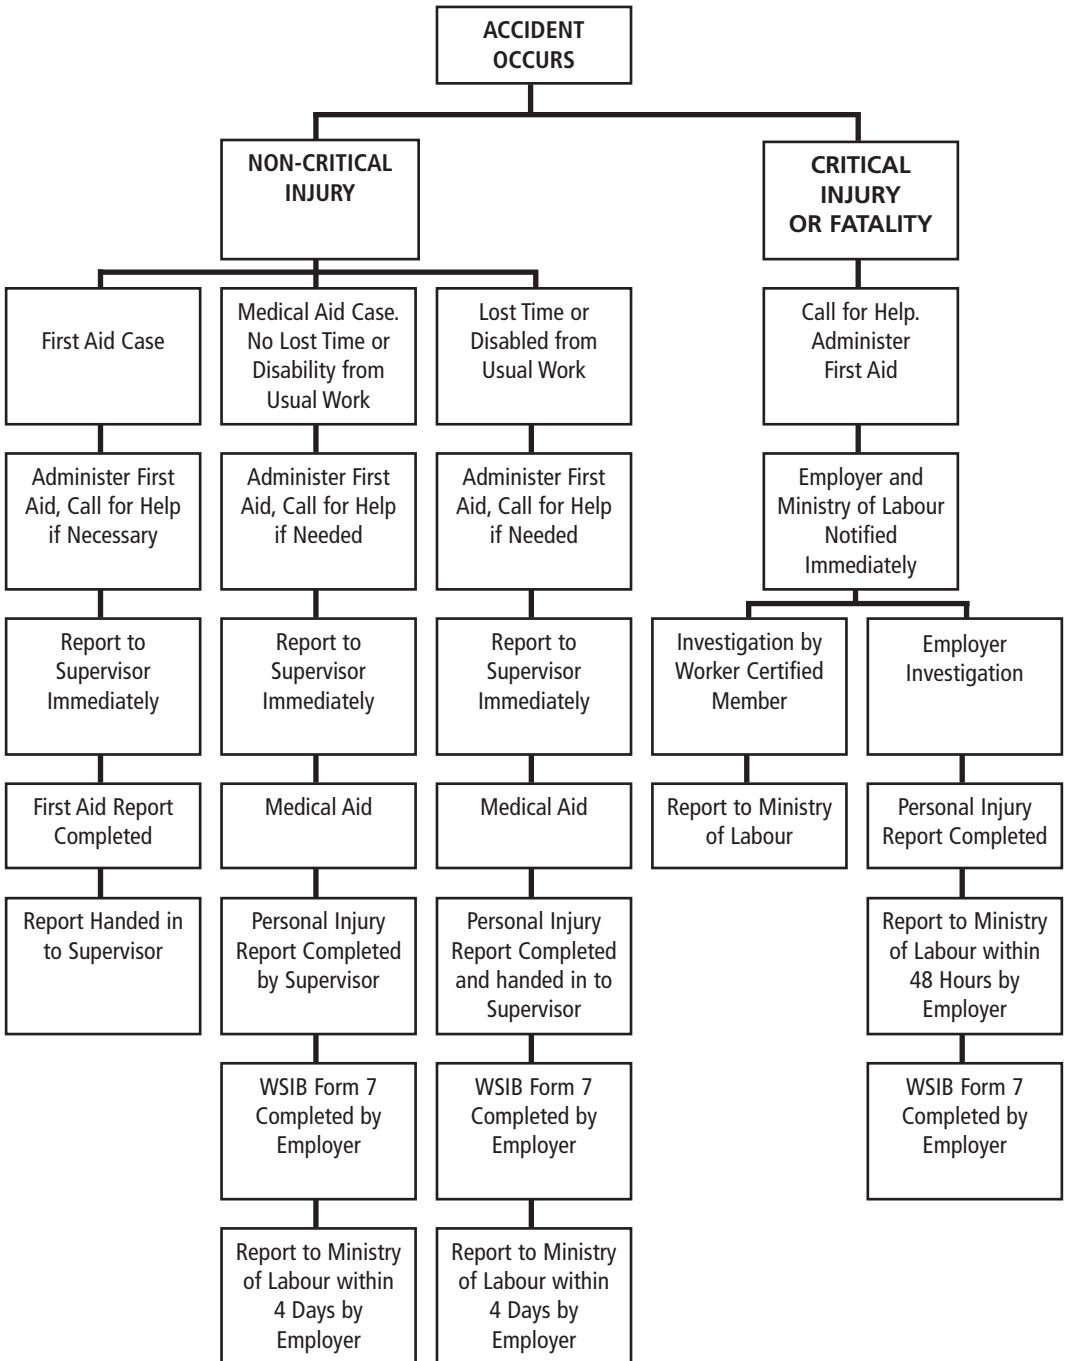 ACCIDENT
OCCURS
NON-CRITICAL
INJURY
CRITICAL
INJURY
OR FATALITY
First Aid Case
Medical Aid Case.
No Lost Time or
Disability from
Usual Work
Lost Time or
Disabled from
Usual Work
Call for Help.
Administer
First Aid
Administer First
Aid, Call for Help
if Necessary
Administer First
Aid, Call for Help
if Needed
Administer First
Aid, Call for Help
if Needed
Employer and
Ministry of Labour
Notified
Immediately
Report to
Supervisor
Immediately
Report to
Supervisor
Immediately
Report to
Supervisor
Immediately
Investigation by
Worker Certified
Member
Employer
Investigation
First Aid Report
Completed
Medical Aid
Medical Aid
Report to Ministry
of Labour
Personal Injury
Report Completed
Report Handed in
to Supervisor
Personal Injury
Report Completed
by Supervisor
Personal Injury
Report Completed
and handed in to
Supervisor
Report to Ministry
of Labour within
48 Hours by
Employer
WSIB Form 7
Completed by
Employer
WSIB Form 7
Completed by
Employer
WSIB Form 7
Completed by
Employer
Report to Ministry
of Labour within
4 Days by
Employer
Report to Ministry
of Labour within
4 Days by
Employer